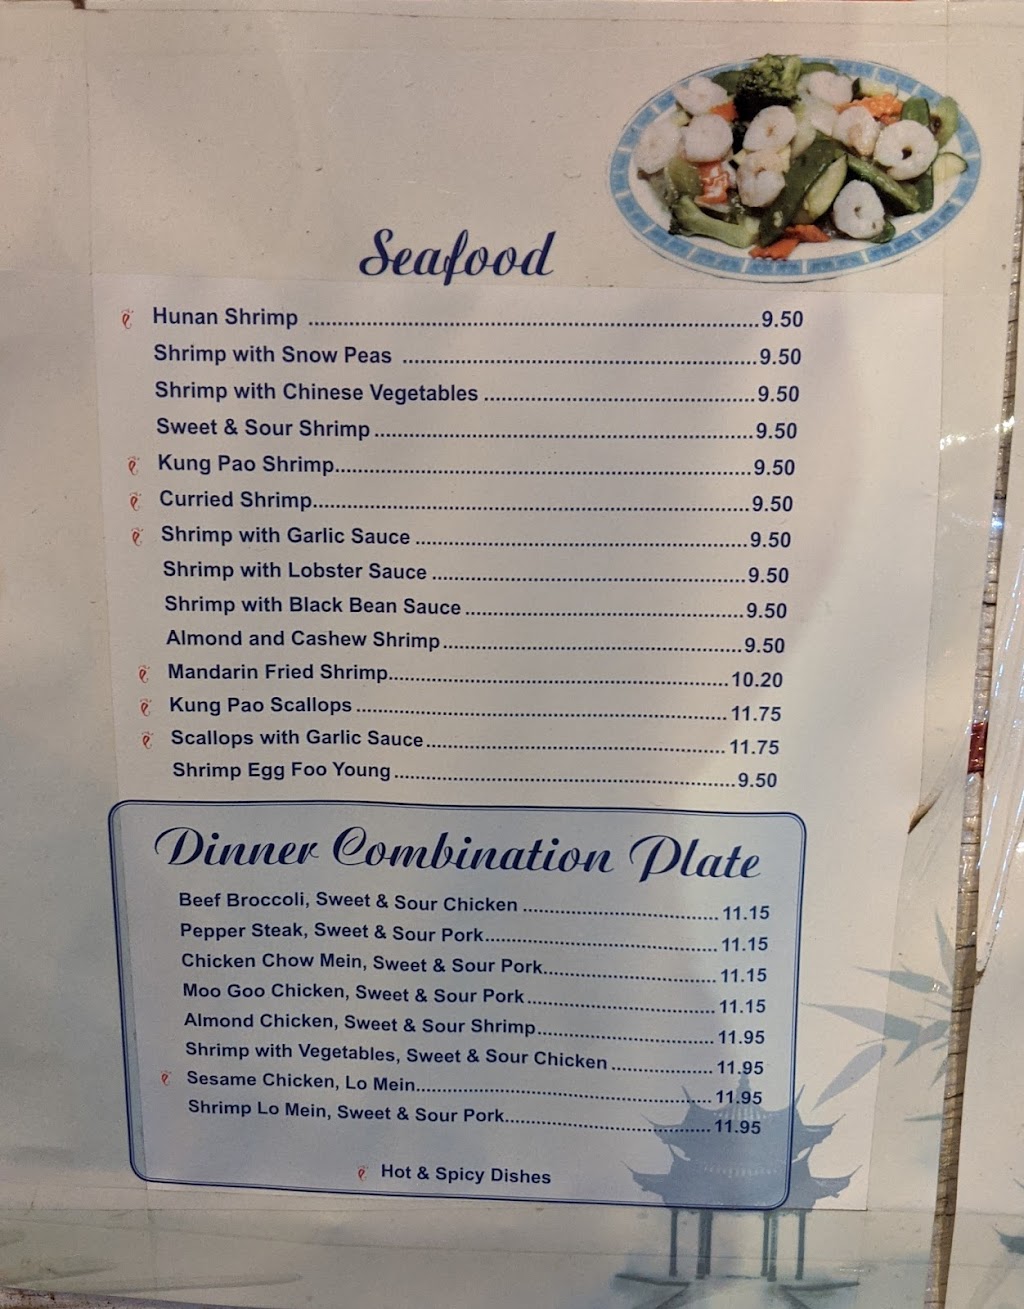 Seafood
Hunan Shrimp ........ 9.50
Shrimp with Snow Peas ........ 9.50
Shrimp with Chinese Vegetables ........ 9.50
Sweet & Sour Shrimp ........ 9.50
Kung Pao Shrimp ........ 9.50
Curried Shrimp ........ 9.50
Shrimp with Garlic Sauce ........ 9.50
Shrimp with Lobster Sauce ........ 9.50
Shrimp with Black Bean Sauce ........ 9.50
Almond and Cashew Shrimp ........ 9.50
Mandarin Fried Shrimp ........ 10.20
Kung Pao Scallops ........ 11.75
Scallops with Garlic Sauce ........ 11.75
Shrimp Egg Foo Young ........ 9.50
Dinner Combination Plate
Beef Broccoli, Sweet & Sour Chicken ........ 11.15
Pepper Steak, Sweet & Sour Pork ........ 11.15
Chicken Chow Mein, Sweet & Sour Pork ........ 11.15
Moo Goo Chicken, Sweet & Sour Pork ........ 11.15
Almond Chicken, Sweet & Sour Shrimp ........ 11.95
Shrimp with Vegetables, Sweet & Sour Chicken ........ 11.95
Sesame Chicken, Lo Mein ........ 11.95
Shrimp Lo Mein, Sweet & Sour Pork ........ 11.95
Hot & Spicy Dishes